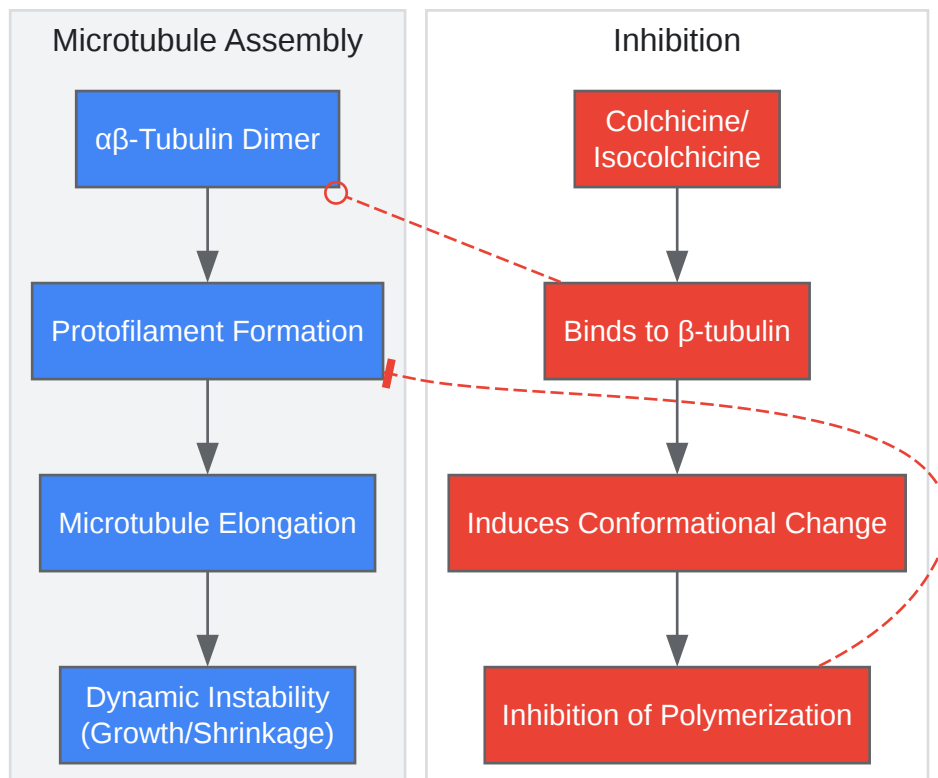 Microtubule Assembly
αβ-Tubulin Dimer
Protofilament Formation
Microtubule Elongation
Dynamic Instability
(Growth/Shrinkage)
Inhibition
Colchicine/
Isocolchicine
Binds to β-tubulin
Induces Conformational Change
Inhibition of Polymerization